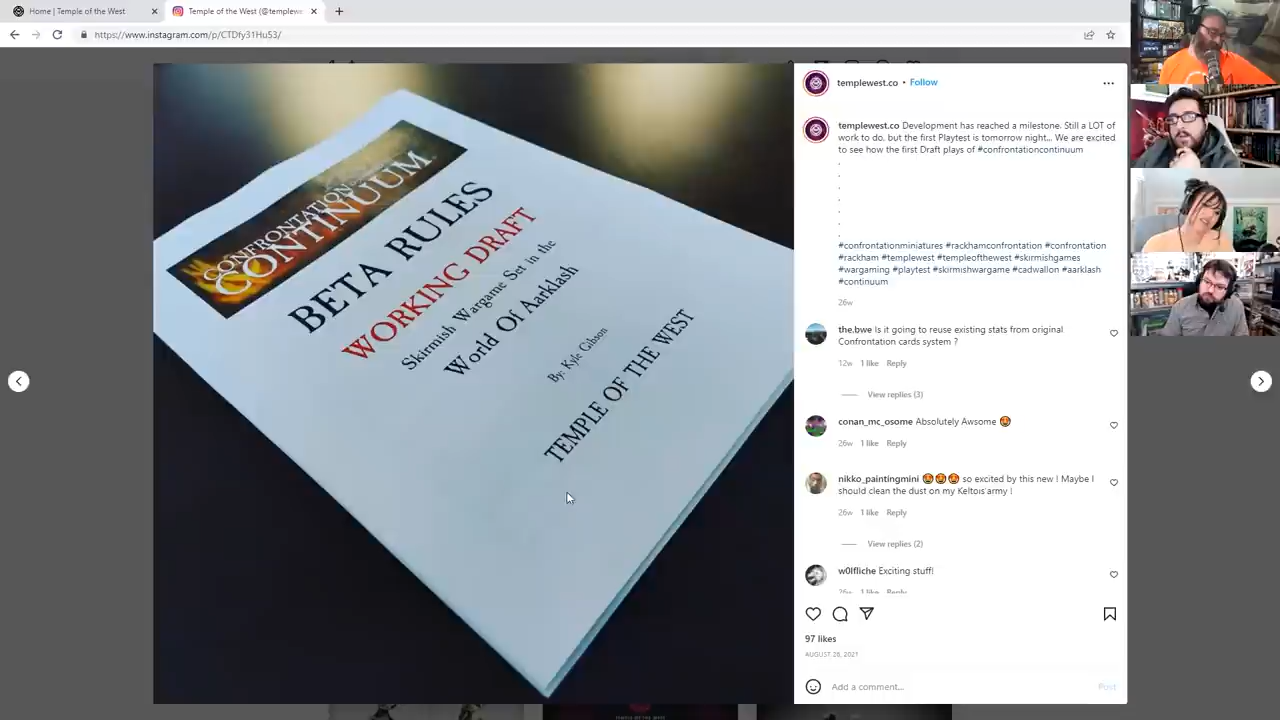 Home | Temple of the West
Temple of the West (@templew
https://www.instagram.com/p/CTDfy31Hu53/
CONFRONTATION
CONTINUUM
BETA RULES
WORKING DRAFT
Skirmish Wargame Set in the
World Of Aarklash
By: Kyle Gibson
TEMPLE OF THE WEST
templewest.co • Follow
templewest.co Development has reached a milestone. Still a LOT of
work to do, but the first Playtest is tomorrow night... We are excited
to see how the first Draft plays of #confrontationcontinuum
.
.
.
.
.
.
.
#confrontationminiatures #rackhamconfrontation #confrontation
#rackham #templewest #templeofthewest #skirmishgames
#wargaming #playtest #skirmishwargame #cadwallon #aarklash
#continuum
26w
the.bwe Is it going to reuse existing stats from original
Confrontation cards system ?
12w 1 like Reply
View replies (3)
conan_mc_osome Absolutely Awsome 🤩
26w 1 like Reply
nikko_paintingmini 🤩🤩🤩 so excited by this new ! Maybe I
should clean the dust on my Keltois'army !
26w 1 like Reply
View replies (2)
w0lfliche Exciting stuff!
26w 1 like Reply
97 likes
AUGUST 28, 2021
Add a comment...
Post